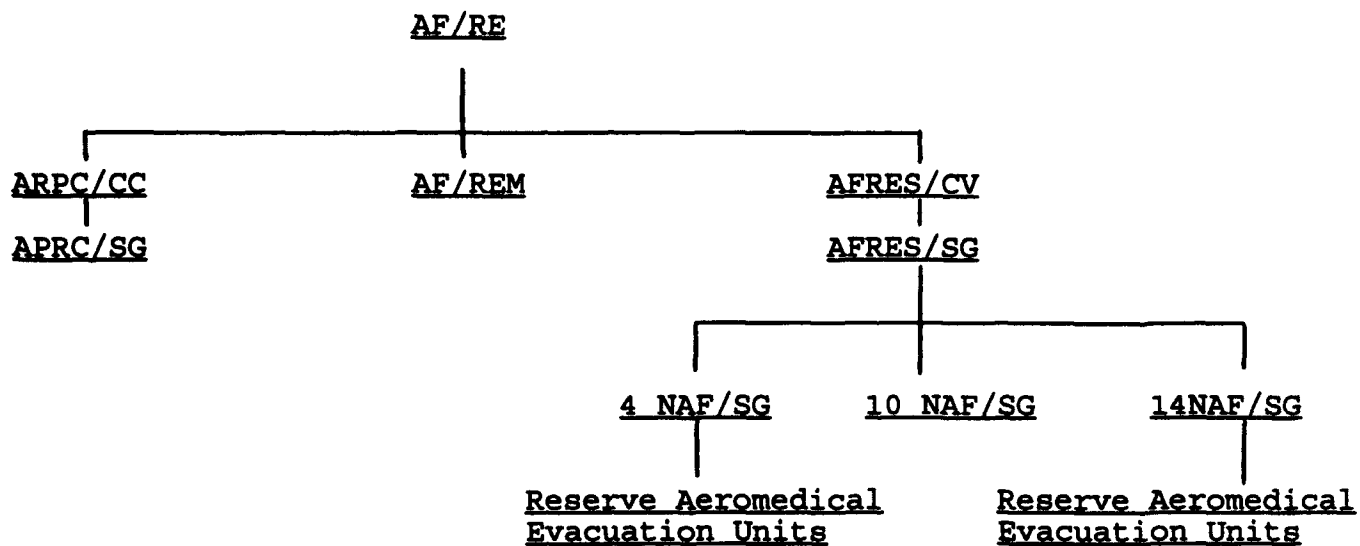 AF/RE
ARPC/CC AF/REM AFRES/CV
APRC/SG AFRES/SG
4 NAF/SG 10 NAF/SG 14NAF/SG
Reserve Aeromedical Reserve Aeromedical
Evacuation Units Evacuation Units